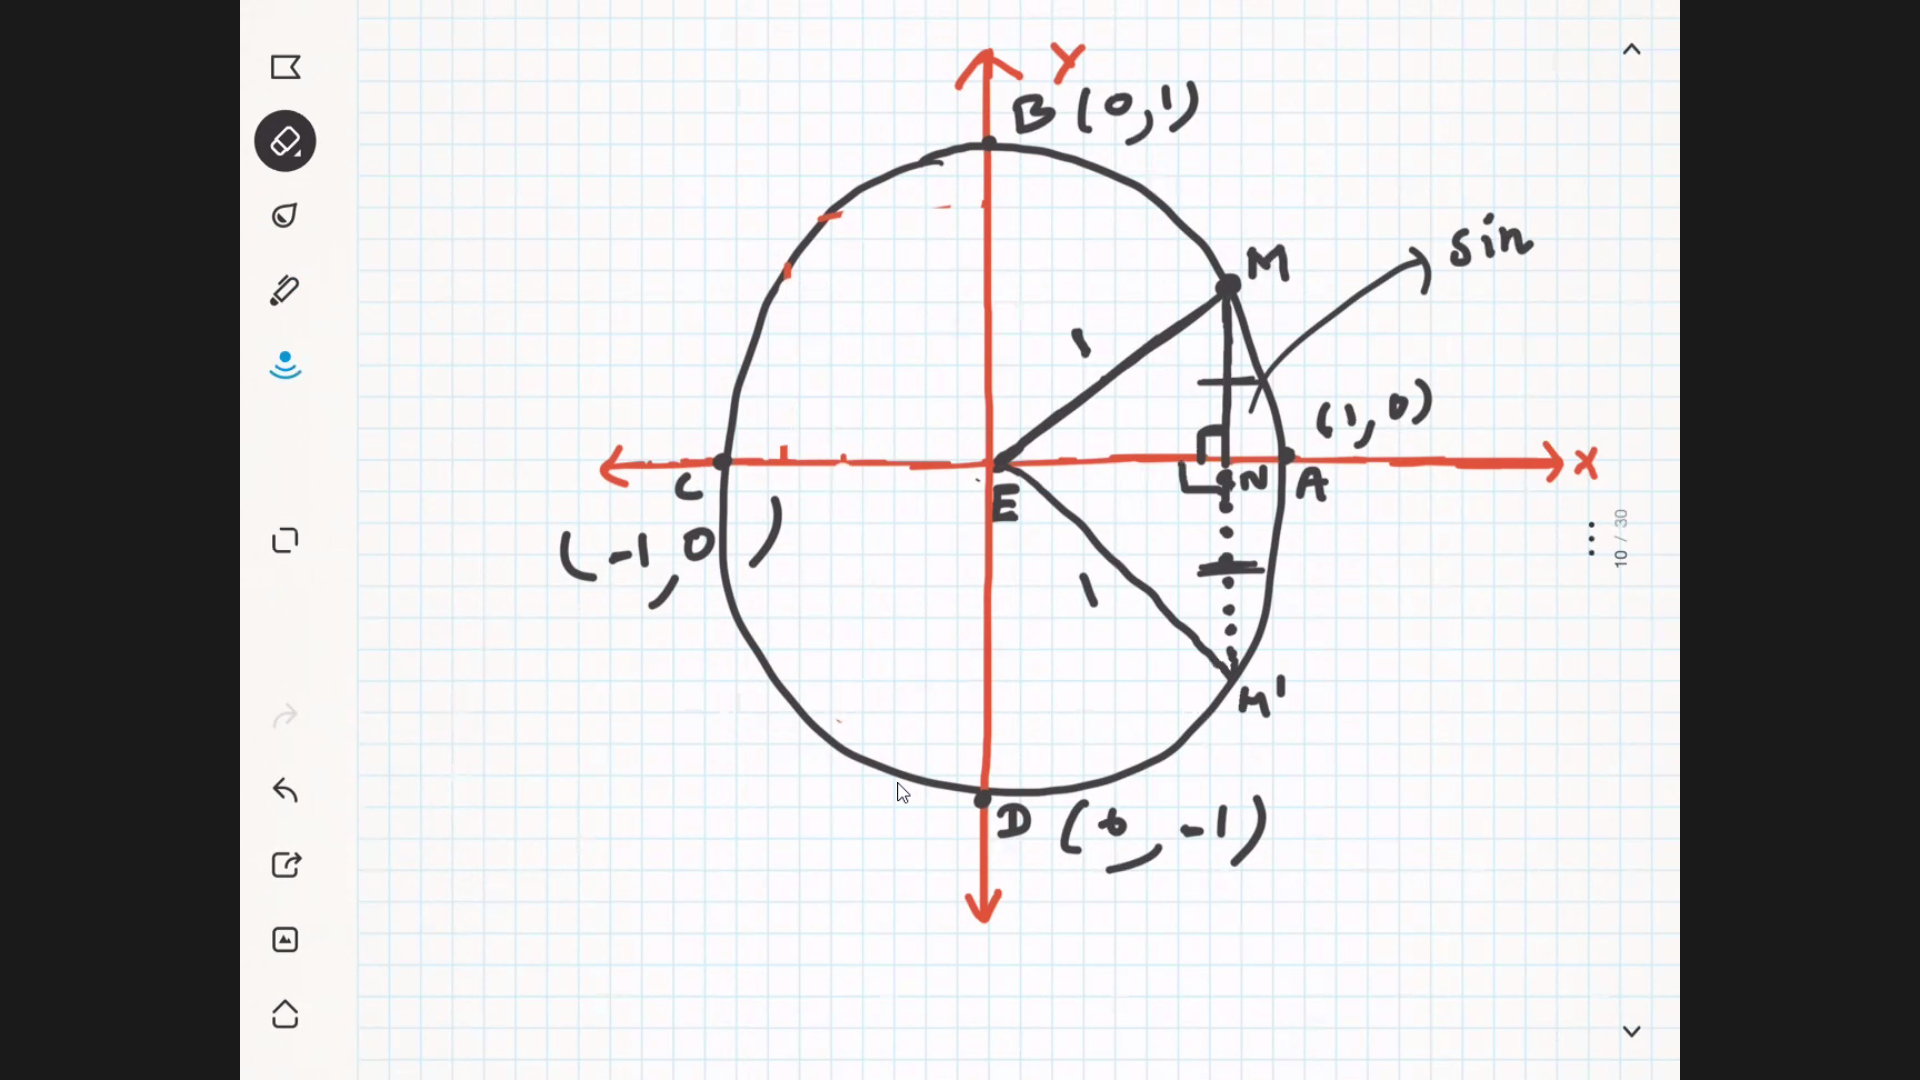 Y
B (0,1)
M
sin
1
(1,0)
X
C
E
N
A
(-1,0)
10 / 30
1
M'
D (0,-1)